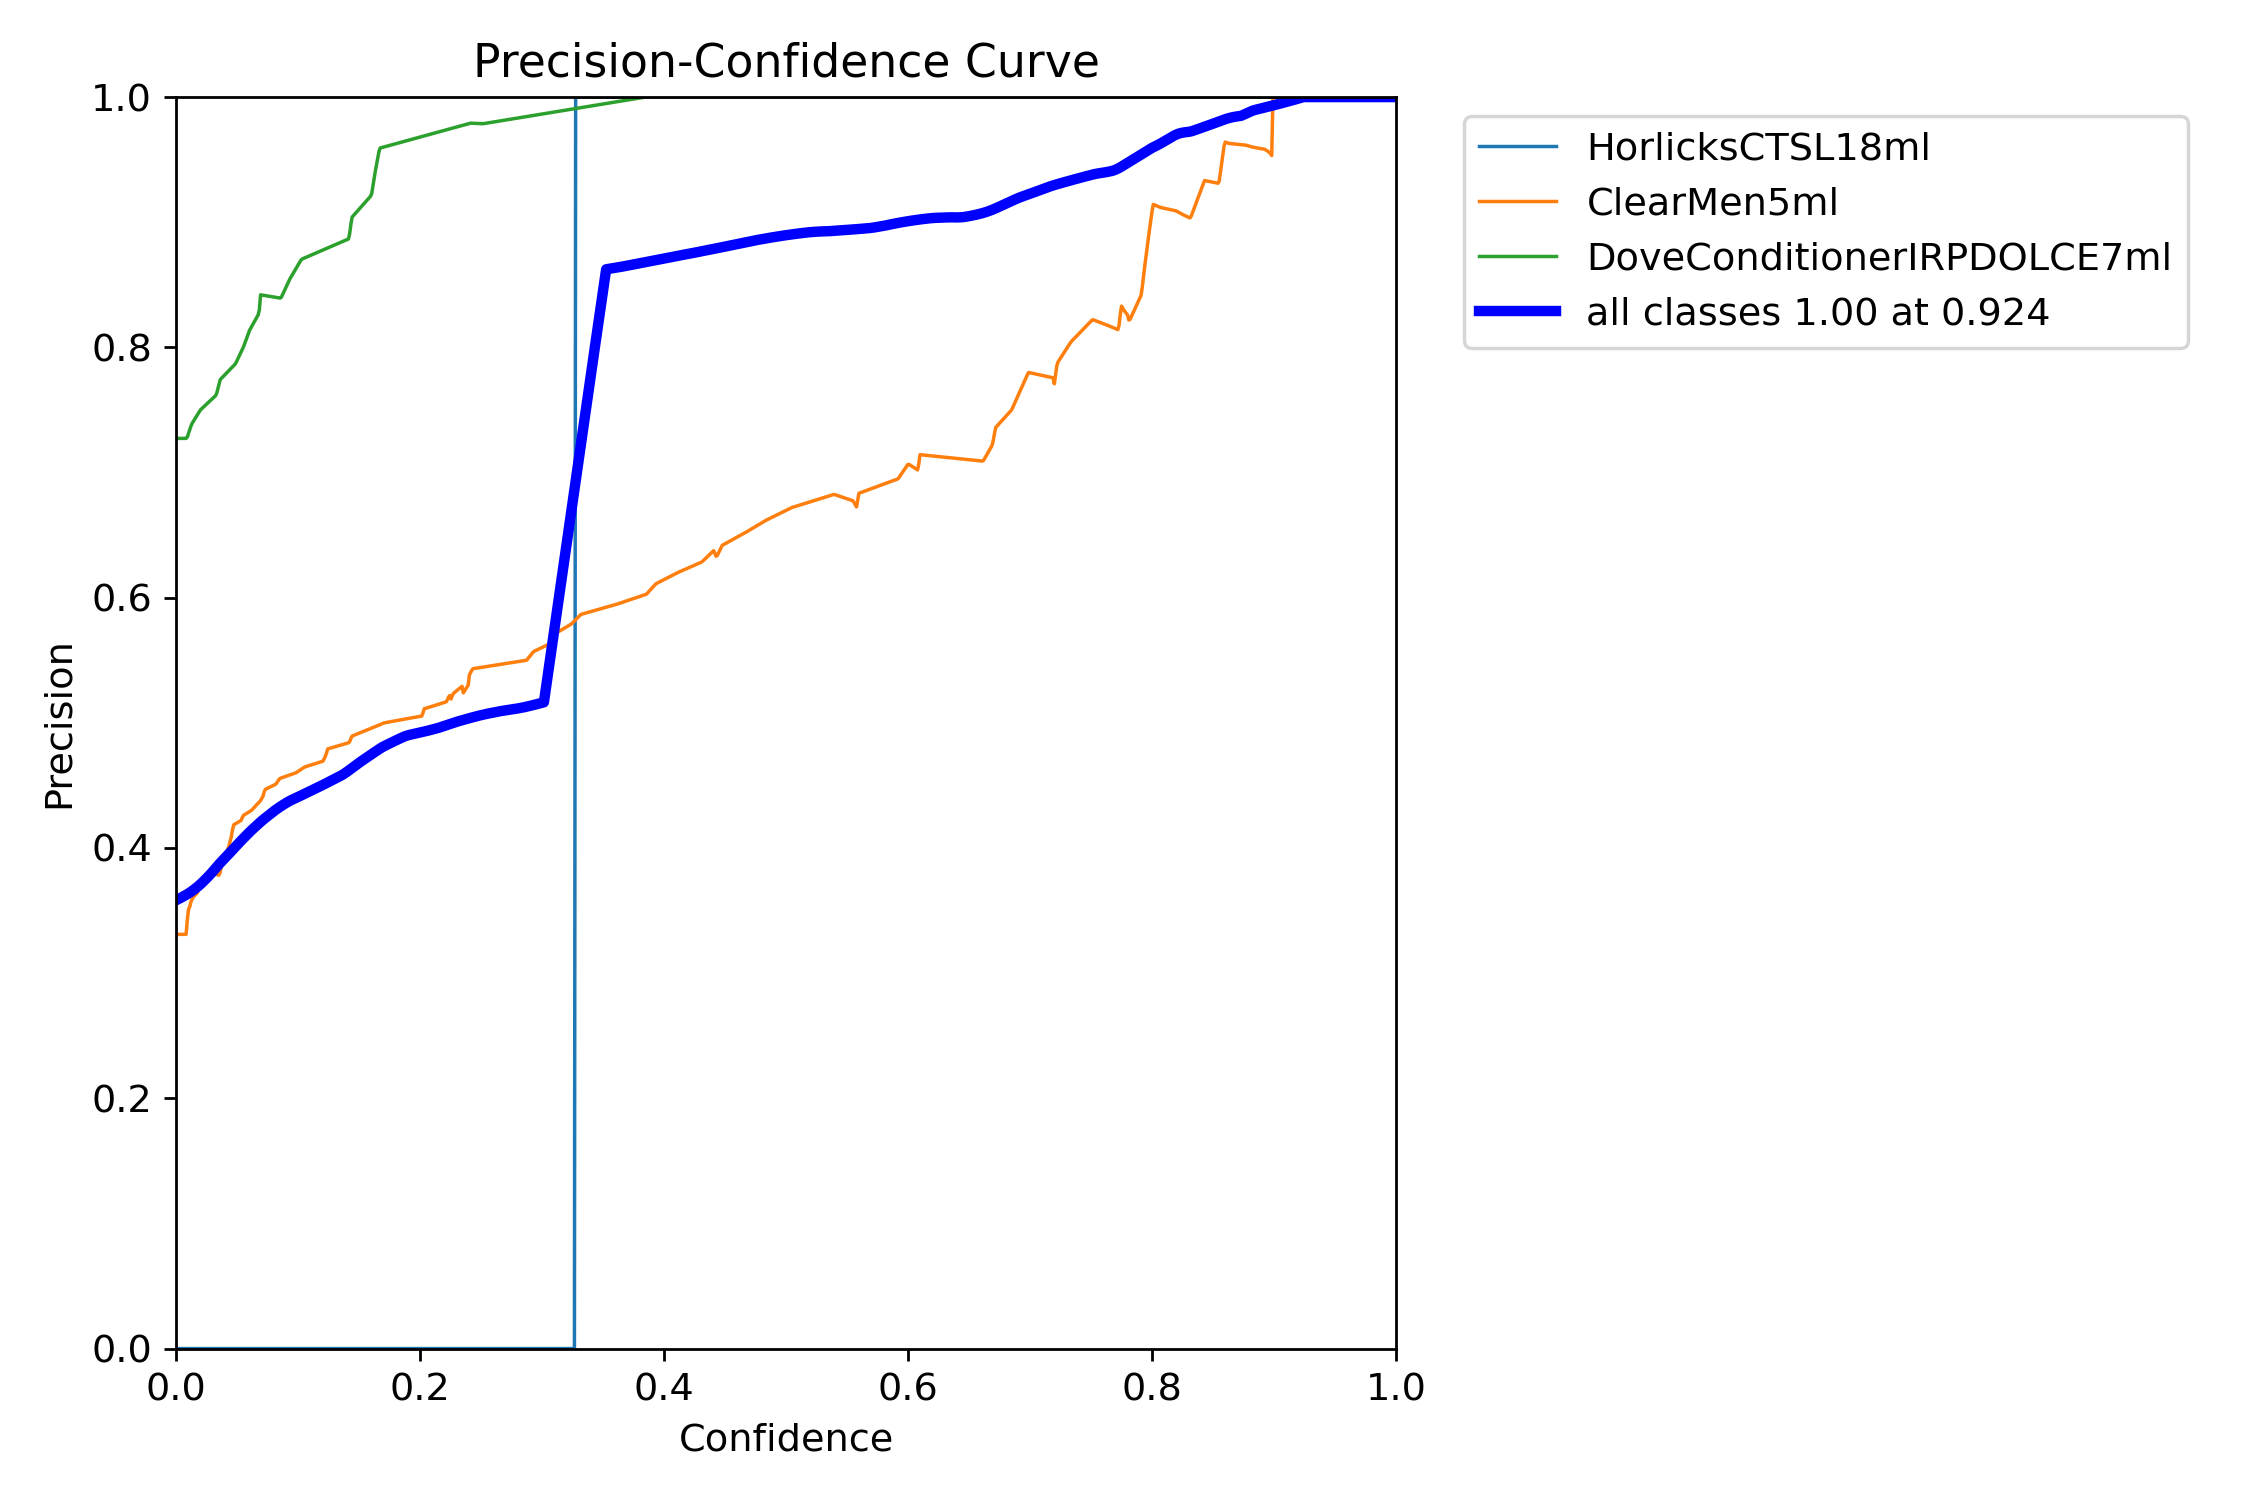 Precision-Confidence Curve
HorlicksCTSL18ml
ClearMen5ml
DoveConditionerIRPDOLCE7ml
all classes 1.00 at 0.924
Precision
1.0
0.8
0.6
0.4
0.2
0.0
0.0 0.2 0.4 0.6 0.8 1.0
Confidence